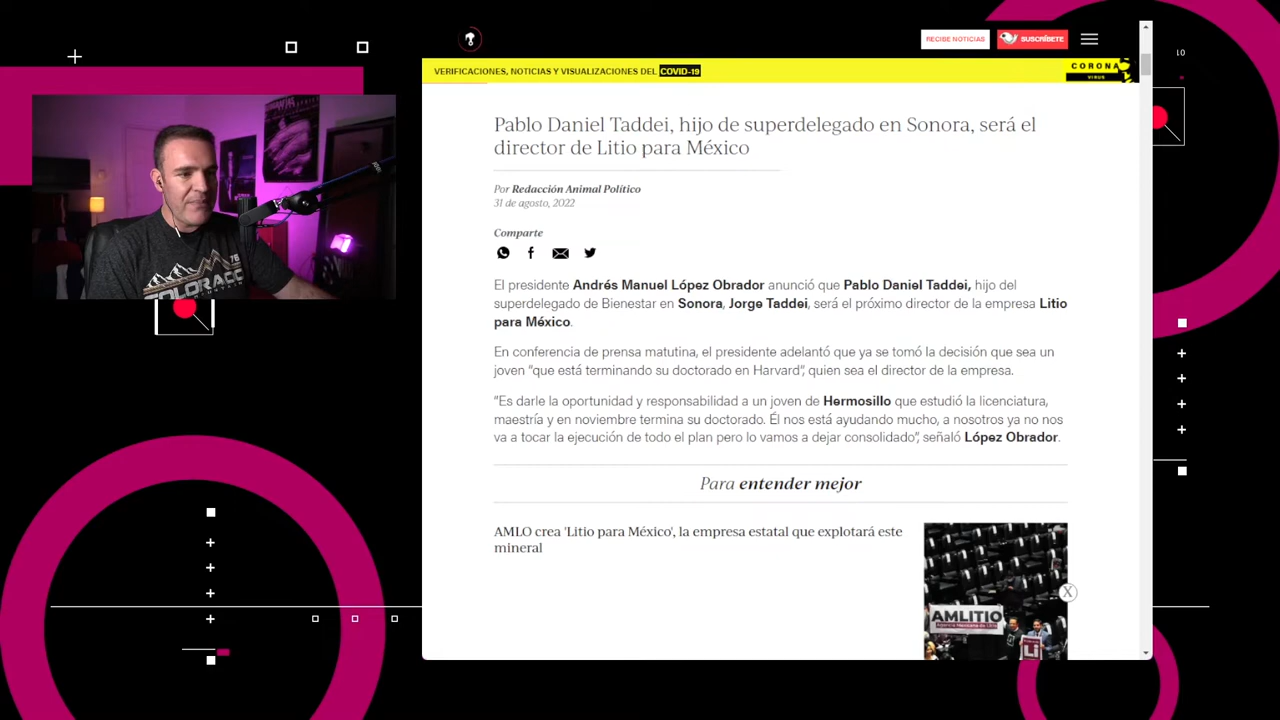 RECIBE NOTICIAS
SUSCRÍBETE
VERIFICACIONES, NOTICIAS Y VISUALIZACIONES DEL COVID-19
CORONA
VIRUS
10
Pablo Daniel Taddei, hijo de superdelegado en Sonora, será el
director de Litio para México
Por Redacción Animal Político
31 de agosto, 2022
Comparte
El presidente Andrés Manuel López Obrador anunció que Pablo Daniel Taddei, hijo del
superdelegado de Bienestar en Sonora, Jorge Taddei, será el próximo director de la empresa Litio
para México.
En conferencia de prensa matutina, el presidente adelantó que ya se tomó la decisión que sea un
joven “que está terminando su doctorado en Harvard”, quien sea el director de la empresa.
“Es darle la oportunidad y responsabilidad a un joven de Hermosillo que estudió la licenciatura,
maestría y en noviembre termina su doctorado. Él nos está ayudando mucho, a nosotros ya no nos
va a tocar la ejecución de todo el plan pero lo vamos a dejar consolidado”, señaló López Obrador.
Para entender mejor
AMLO crea 'Litio para México', la empresa estatal que explotará este
mineral
X
AMLITIO
Li